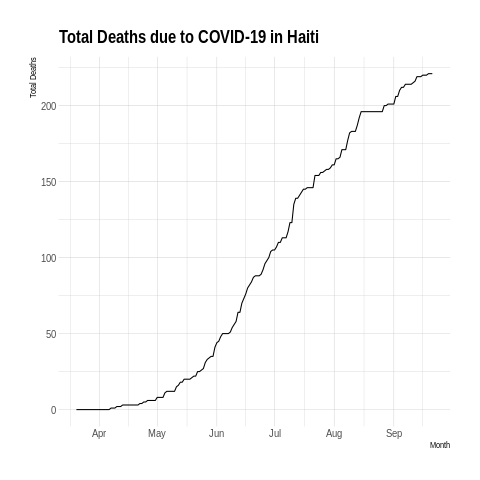 Total Deaths due to COVID-19 in Haiti
Total Deaths
200
150
100
50
0
Apr May Jun Jul Aug Sep
Month